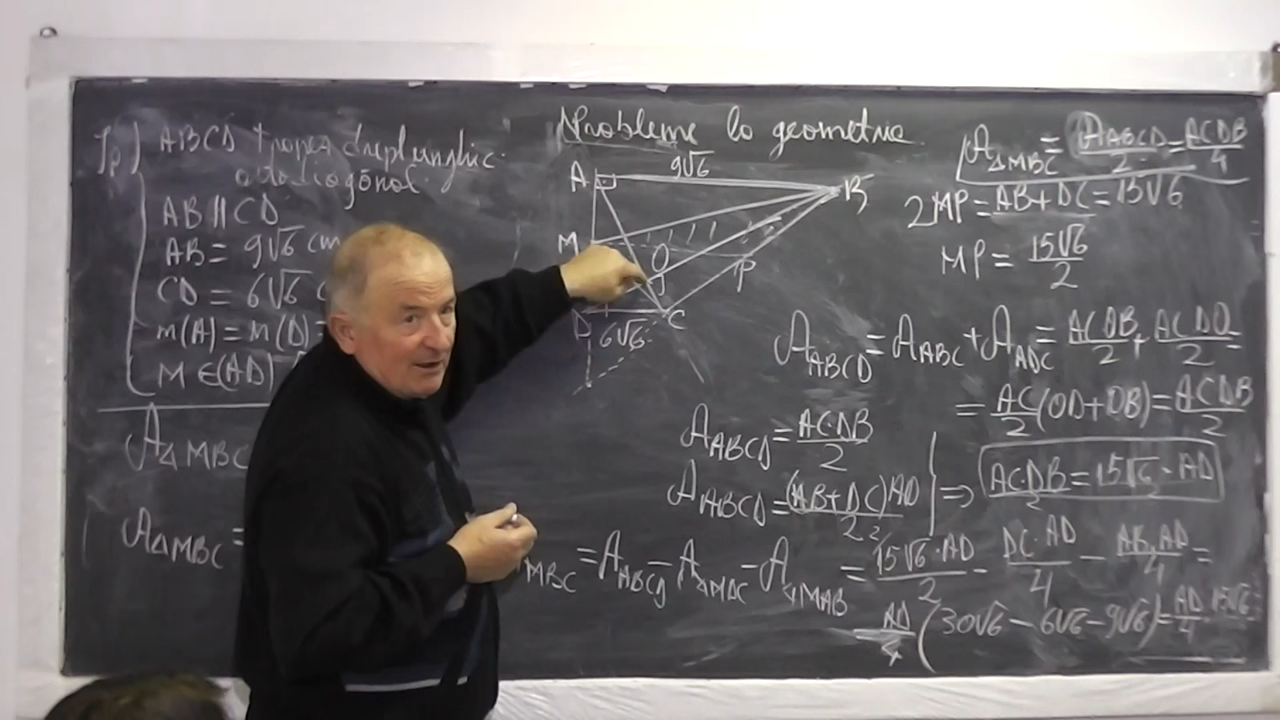 Probleme la geometrie
Ip) ABCD trapez dreptunghic
ortodiagonal.
AB || CD
AB = 9√6 cm
CD = 6√6
m(A) = m(D) =
M ∈ (AD)
A△MBC
A△MBC =
9√6
A
B
M
O
P
D
C
6√6
A△MBC = AABCD/2 = AC·DB/4
2MP = AB + DC = 15√6
MP = 15√6/2
AABCD = AABC + AADC = AC·OB/2 + AC·DO/2 =
= AC/2 (OD + OB) = AC·DB/2
AABCD = AC·DB/2
AABCD = (AB + DC)AD/2 => AC·DB/2 = 15√6·AD/2
MBC = AABCD - A△MDC - A△MAB = 15√6·AD/2 - DC·AD/4 - AB·AD/4 =
AD/4 (30√6 - 6√6 - 9√6) = AD/4 · 15√6